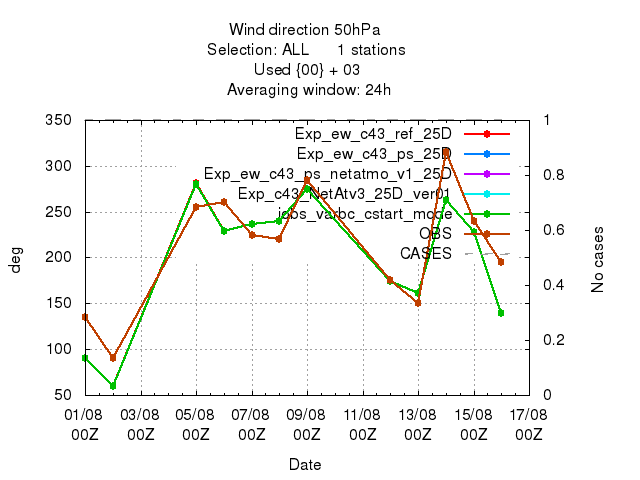 Wind direction 50hPa
Selection: ALL 1 stations
Used {00} + 03
Averaging window: 24h
Exp_ew_c43_ref_25D
Exp_ew_c43_ps_25D
Exp_ew_c43_ps_netatmo_v1_25D
Exp_c43_NetAtv3_25D_ver01
jobs_varbc_cstart_mode
OBS
CASES
350
300
250
200
150
100
50
deg
1
0.8
0.6
0.4
0.2
0
No cases
01/08 03/08 05/08 07/08 09/08 11/08 13/08 15/08 17/08
00Z 00Z 00Z 00Z 00Z 00Z 00Z 00Z 00Z
Date